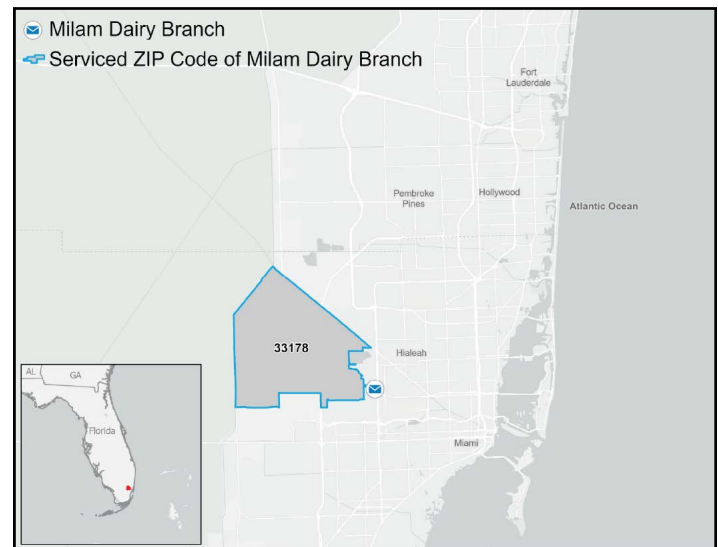 Milam Dairy Branch
Serviced ZIP Code of Milam Dairy Branch
Fort
Lauderdale
Pembroke
Pines
Hollywood
Atlantic Ocean
33178
Hialeah
Miami
AL
GA
Florida